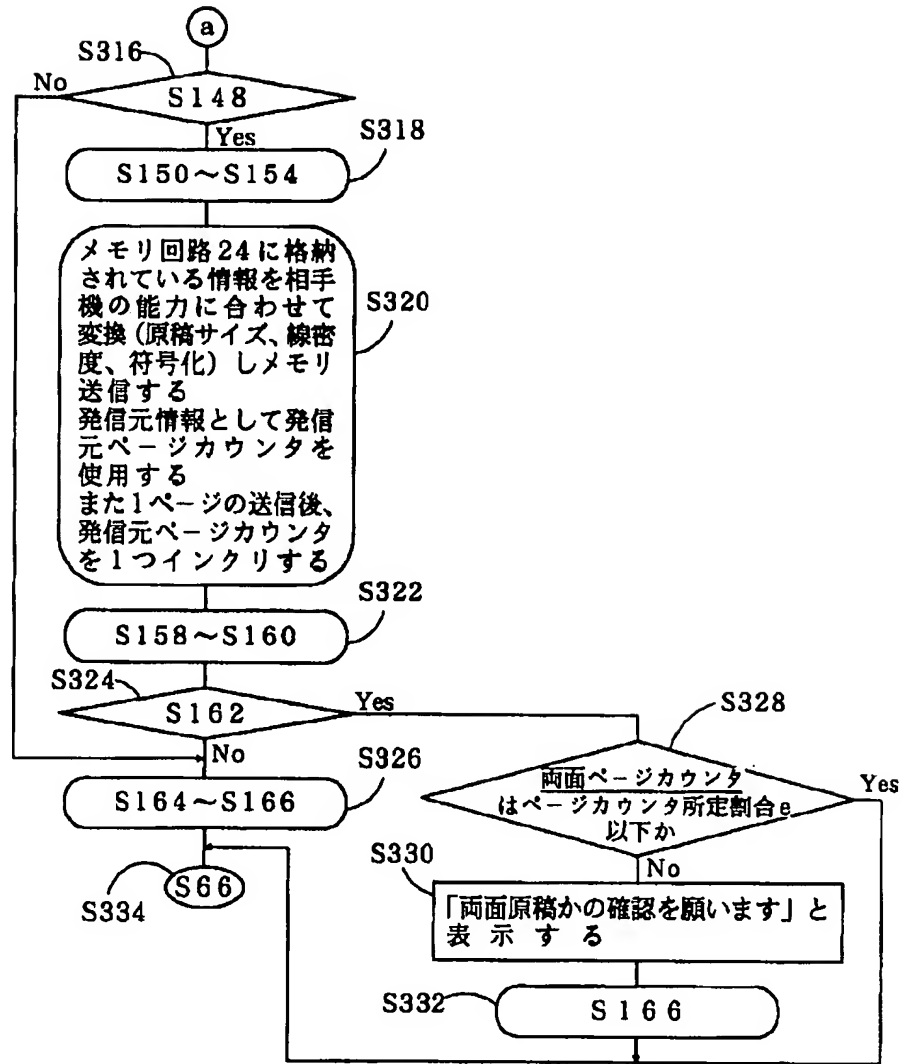 a
S316
No
S148
Yes
S318
S150～S154
メモリ回路24に格納
されている情報を相手
機の能力に合わせて
変換(原稿サイズ、線密
度、符号化)しメモリ
送信する
発信元情報として発信
元ページカウンタを
使用する
また1ページの送信後、
発信元ページカウンタ
を1つインクリする
S320
S322
S158～S160
S324
S162
Yes
No
S326
S164～S166
S66
S334
S328
両面ページカウンタ
はページカウンタ所定割合e
以下か
Yes
No
S330
「両面原稿かの確認を願います」と
表示する
S332
S166